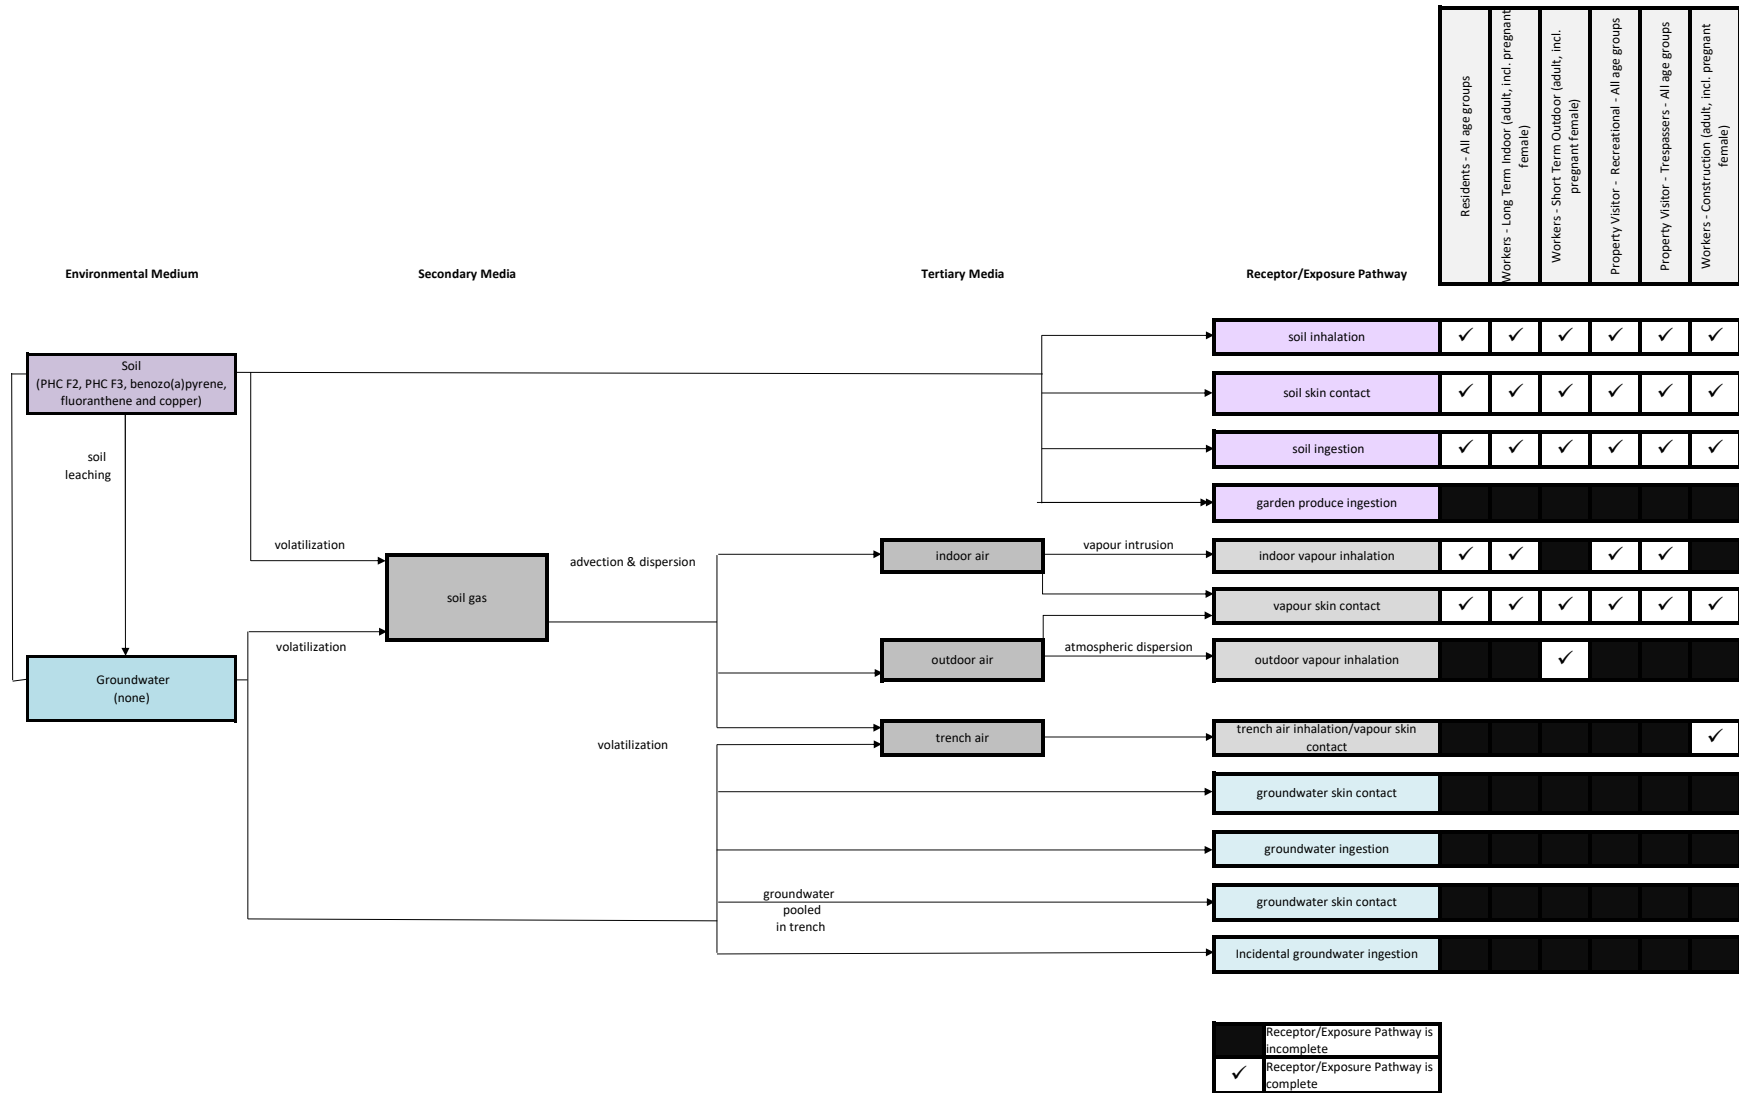 Residents - All age groups
Workers - Long Term Indoor (adult, incl. pregnant
female)
Workers - Short Term Outdoor (adult, incl.
pregnant female)
Property Visitor - Recreational - All age groups
Property Visitor - Trespassers - All age groups
Workers - Construction (adult, incl. pregnant
female)
Environmental Medium
Secondary Media
Tertiary Media
Receptor/Exposure Pathway
soil inhalation
✓ ✓ ✓ ✓ ✓ ✓
Soil
(PHC F2, PHC F3, benozo(a)pyrene,
fluoranthene and copper)
soil skin contact
✓ ✓ ✓ ✓ ✓ ✓
soil
leaching
soil ingestion
✓ ✓ ✓ ✓ ✓ ✓
garden produce ingestion
volatilization
advection & dispersion
indoor air
vapour intrusion
indoor vapour inhalation
✓ ✓ ✓ ✓
soil gas
vapour skin contact
✓ ✓ ✓ ✓ ✓ ✓
volatilization
outdoor air
atmospheric dispersion
outdoor vapour inhalation
✓
Groundwater
(none)
volatilization
trench air
trench air inhalation/vapour skin
contact
✓
groundwater skin contact
groundwater ingestion
groundwater
pooled
in trench
groundwater skin contact
Incidental groundwater ingestion
Receptor/Exposure Pathway is
incomplete
✓
Receptor/Exposure Pathway is
complete